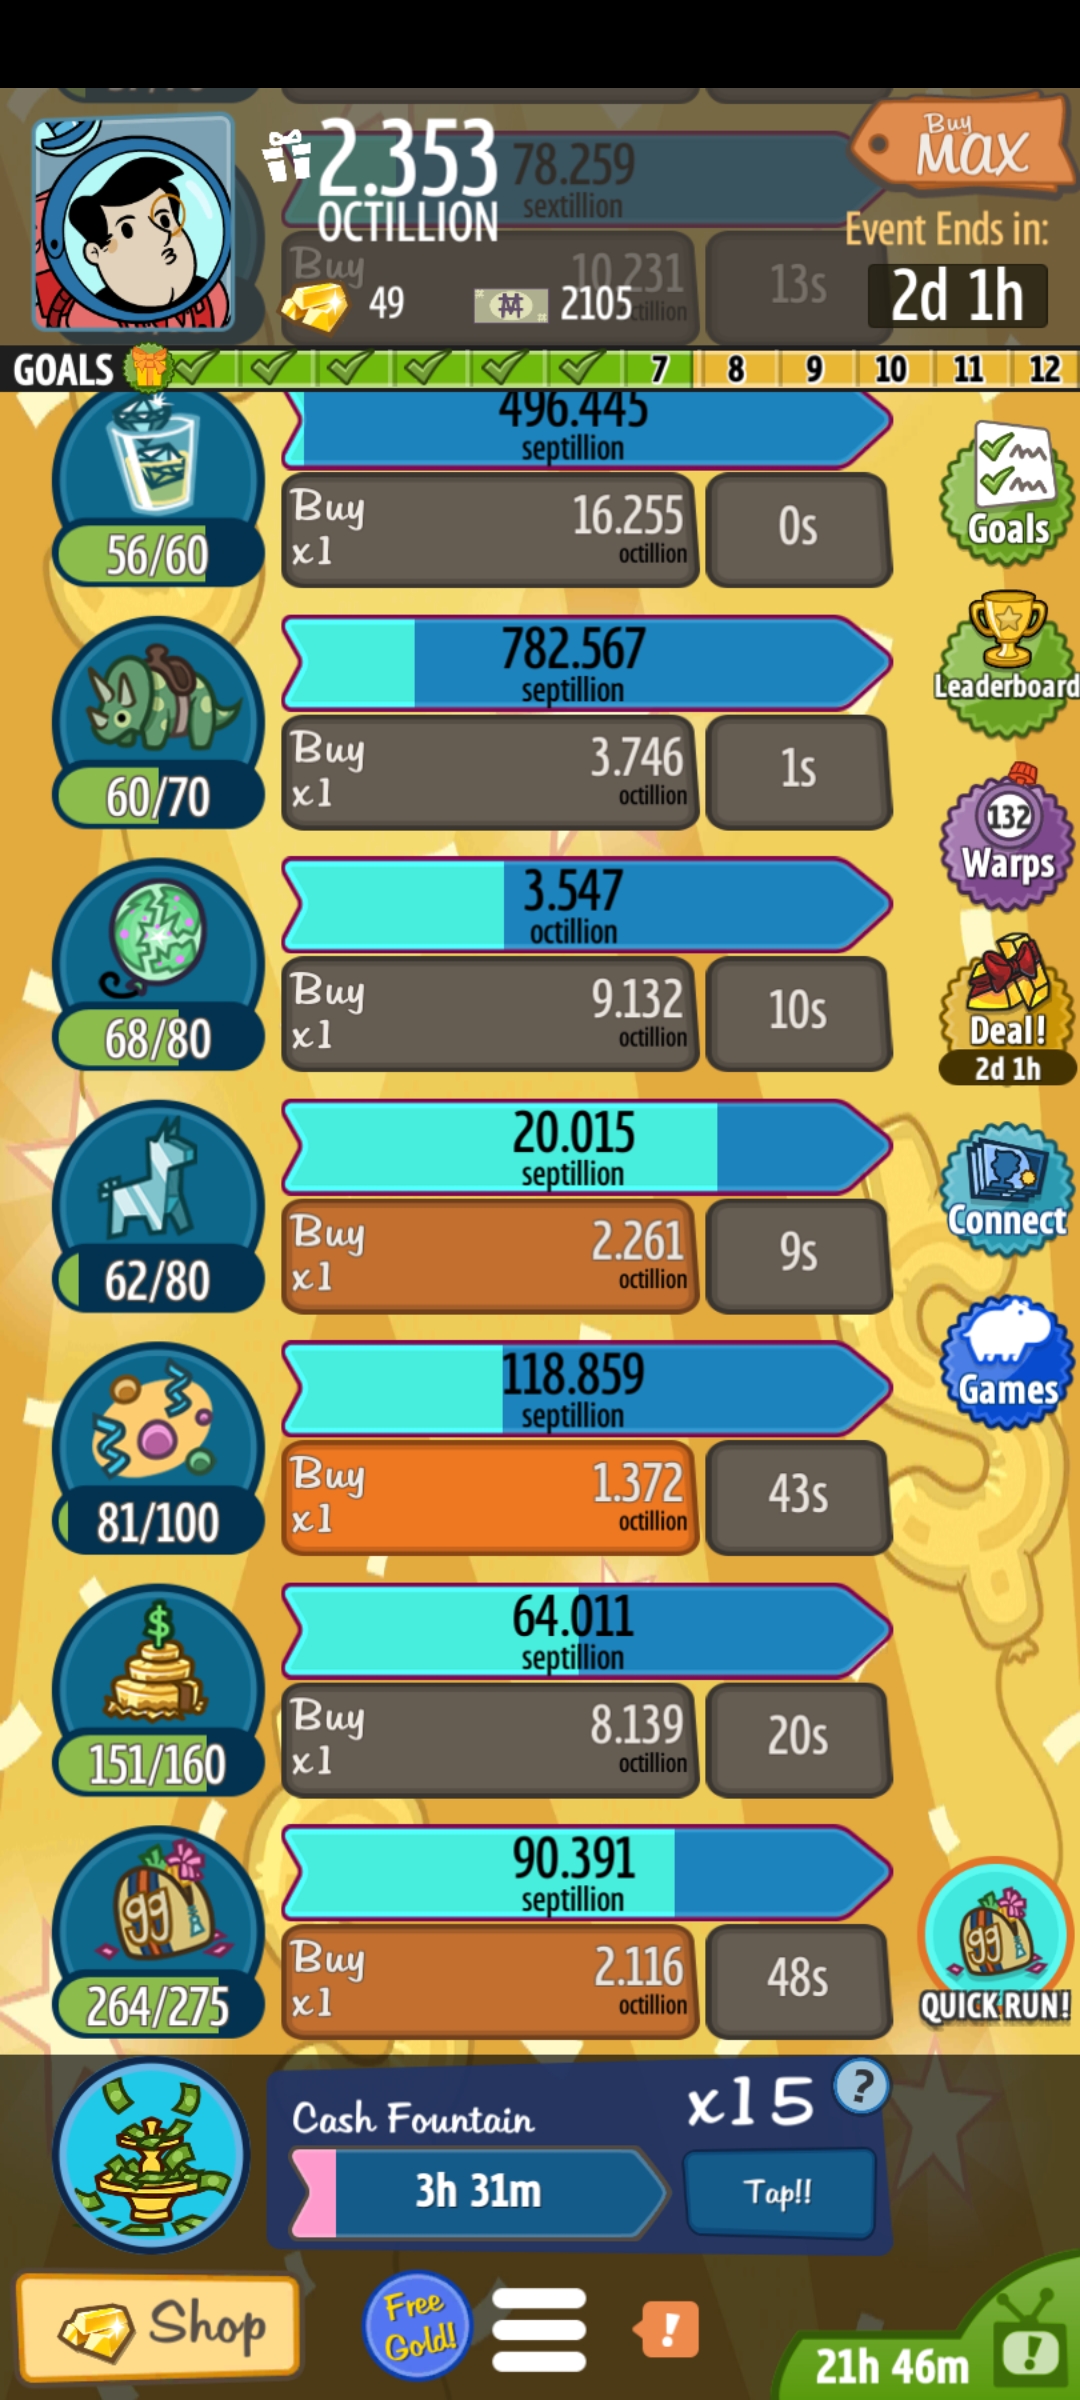 2.353
OCTILLION
78.259
sextillion
Buy
MAX
Event Ends in:
2d 1h
Buy
10.231
13s
49
2105
GOALS
7 8 9 10 11 12
496.445
septillion
Buy
x1
16.255
octillion
0s
56/60
Goals
782.567
septillion
Buy
x1
3.746
octillion
1s
60/70
Leaderboard
132
Warps
3.547
octillion
Buy
x1
9.132
octillion
10s
68/80
Deal!
2d 1h
20.015
septillion
Buy
x1
2.261
octillion
9s
62/80
Connect
118.859
septillion
Buy
x1
1.372
octillion
43s
81/100
Games
$
64.011
septillion
Buy
x1
8.139
octillion
20s
151/160
gg
90.391
septillion
Buy
x1
2.116
octillion
48s
264/275
gg
QUICK RUN!
Cash Fountain
x15
?
3h 31m
Tap!!
Shop
Free
Gold!
!
21h 46m
!